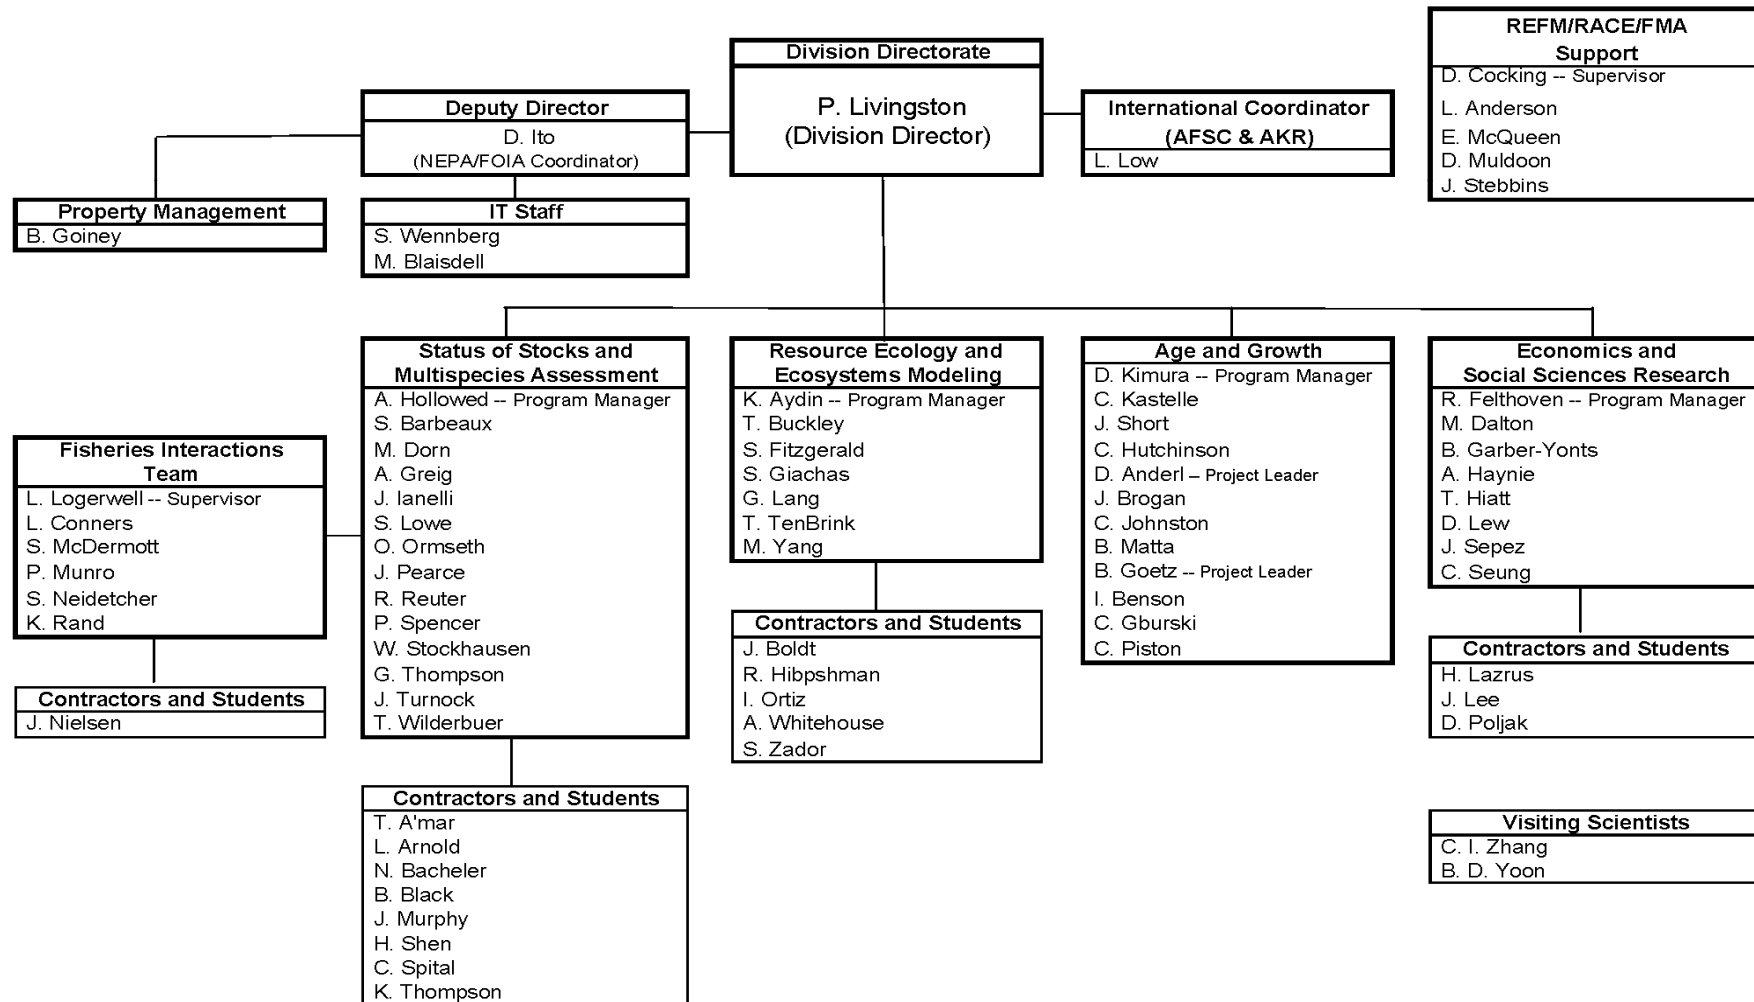 Division Directorate
P. Livingston
(Division Director)
Deputy Director
D. Ito
(NEPA/FOIA Coordinator)
International Coordinator
(AFSC & AKR)
L. Low
REFM/RACE/FMA
Support
D. Cocking -- Supervisor
L. Anderson
E. McQueen
D. Muldoon
J. Stebbins
Property Management
B. Goiney
IT Staff
S. Wennberg
M. Blaisdell
Fisheries Interactions
Team
L. Logerwell -- Supervisor
L. Conners
S. McDermott
P. Munro
S. Neidetcher
K. Rand
Contractors and Students
J. Nielsen
Status of Stocks and
Multispecies Assessment
A. Hollowed -- Program Manager
S. Barbeaux
M. Dorn
A. Greig
J. Ianelli
S. Lowe
O. Ormseth
J. Pearce
R. Reuter
P. Spencer
W. Stockhausen
G. Thompson
J. Turnock
T. Wilderbuer
Contractors and Students
T. A'mar
L. Arnold
N. Bacheler
B. Black
J. Murphy
H. Shen
C. Spital
K. Thompson
Resource Ecology and
Ecosystems Modeling
K. Aydin -- Program Manager
T. Buckley
S. Fitzgerald
S. Giachas
G. Lang
T. TenBrink
M. Yang
Contractors and Students
J. Boldt
R. Hibpshman
I. Ortiz
A. Whitehouse
S. Zador
Age and Growth
D. Kimura -- Program Manager
C. Kastelle
J. Short
C. Hutchinson
D. Anderl – Project Leader
J. Brogan
C. Johnston
B. Matta
B. Goetz -- Project Leader
I. Benson
C. Gburski
C. Piston
Economics and
Social Sciences Research
R. Felthoven -- Program Manager
M. Dalton
B. Garber-Yonts
A. Haynie
T. Hiatt
D. Lew
J. Sepez
C. Seung
Contractors and Students
H. Lazrus
J. Lee
D. Poljak
Visiting Scientists
C. I. Zhang
B. D. Yoon